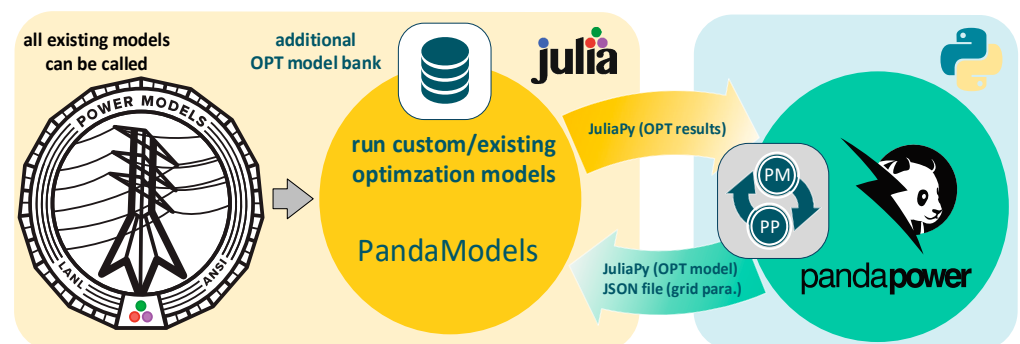 all existing models
can be called
POWER MODELS
LANL
ANSI
additional
OPT model bank
julia
run custom/existing
optimzation models
PandaModels
JuliaPy (OPT results)
PM
PP
JuliaPy (OPT model)
JSON file (grid para.)
pandapower